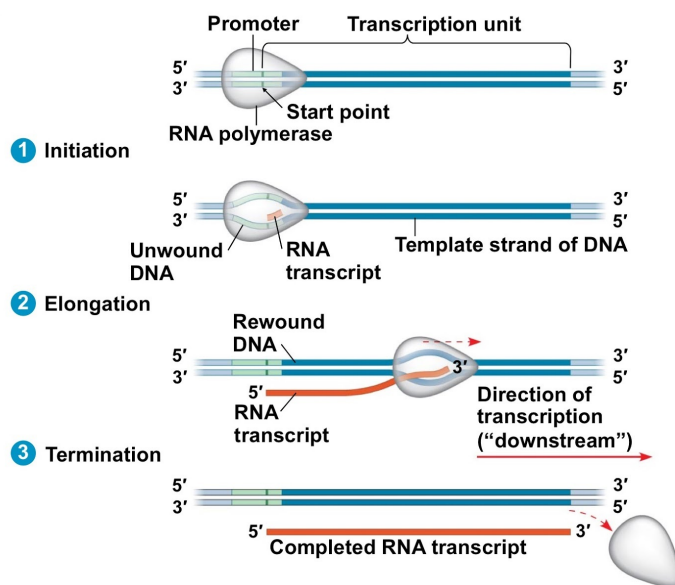 Promoter
Transcription unit
5′
3′
3′
5′
Start point
RNA polymerase
1 Initiation
5′
3′
3′
5′
Unwound
DNA
RNA
transcript
Template strand of DNA
2 Elongation
Rewound
DNA
5′
3′
3′
3′
5′
5′
RNA
transcript
Direction of
transcription
(“downstream”)
3 Termination
5′
3′
3′
5′
5′
3′
Completed RNA transcript